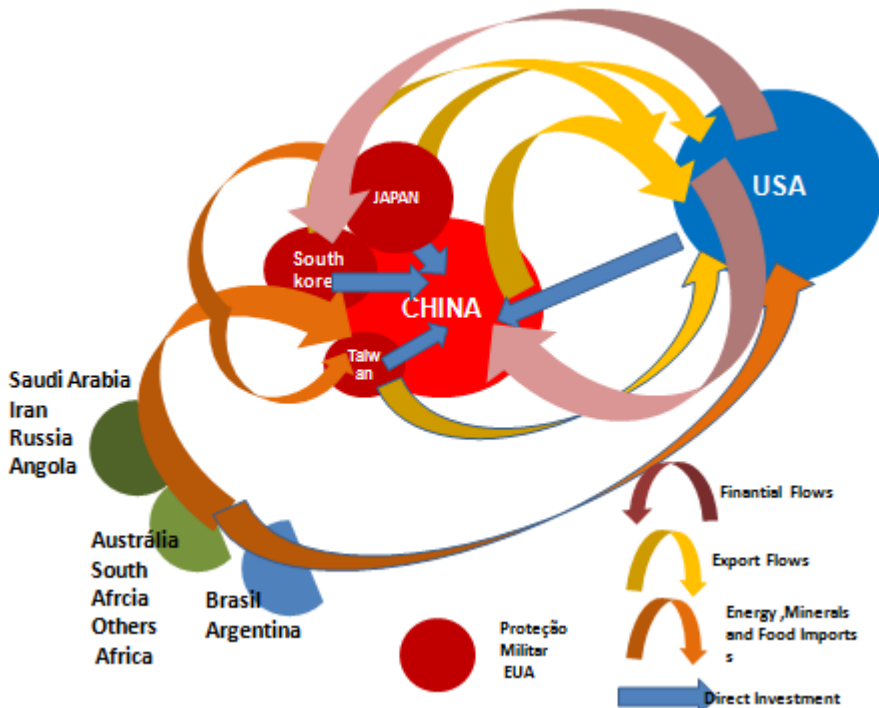 USA
JAPAN
South
kore
CHINA
Taiw
an
Saudi Arabia
Iran
Russia
Angola
Austrália
South
Afrcia
Others
Africa
Brasil
Argentina
Proteção
Militar
EUA
Finantial Flows
Export Flows
Energy ,Minerals
and Food Imports
s
Direct Investment